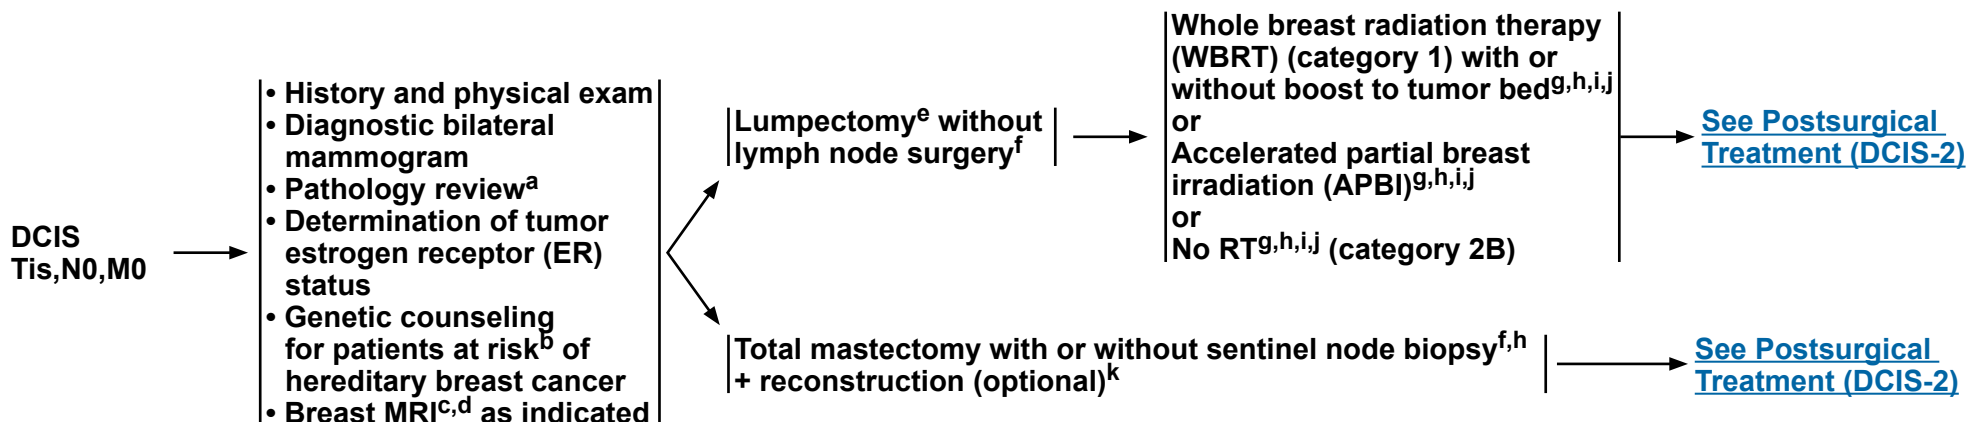 DCIS
Tis,N0,M0
• History and physical exam
• Diagnostic bilateral
mammogram
• Pathology reviewa
• Determination of tumor
estrogen receptor (ER)
status
• Genetic counseling
for patients at riskb of
hereditary breast cancer
• Breast MRIc,d as indicated
Lumpectomye without
lymph node surgeryf
Whole breast radiation therapy
(WBRT) (category 1) with or
without boost to tumor bedg,h,i,j
or
Accelerated partial breast
irradiation (APBI)g,h,i,j
or
No RTg,h,i,j (category 2B)
See Postsurgical
Treatment (DCIS-2)
Total mastectomy with or without sentinel node biopsyf,h
+ reconstruction (optional)k
See Postsurgical
Treatment (DCIS-2)